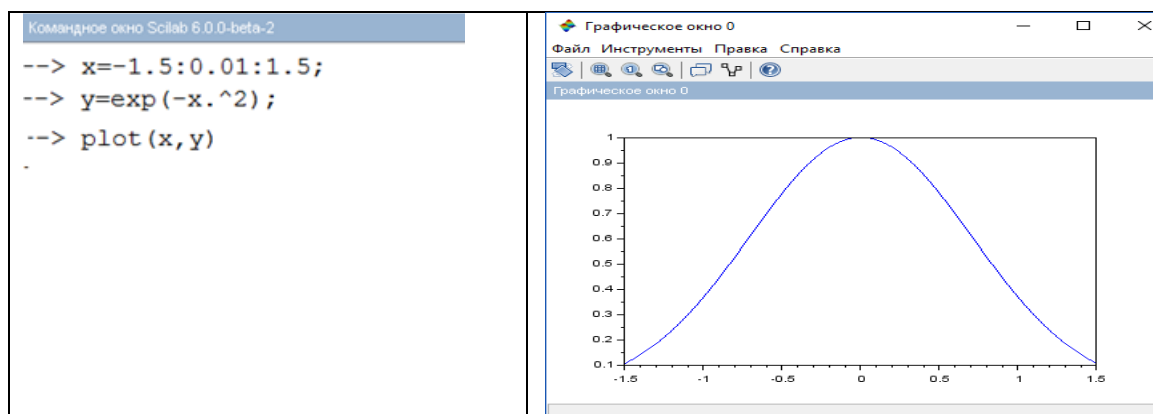 Командное окно Scilab 6.0.0-beta-2
--> x=-1.5:0.01:1.5;
--> y=exp(-x.^2);
--> plot(x,y)
Графическое окно 0
Файл Инструменты Правка Справка
Графическое окно 0
1
0.9
0.8
0.7
0.6
0.5
0.4
0.3
0.2
0.1
-1.5 -1 -0.5 0 0.5 1 1.5